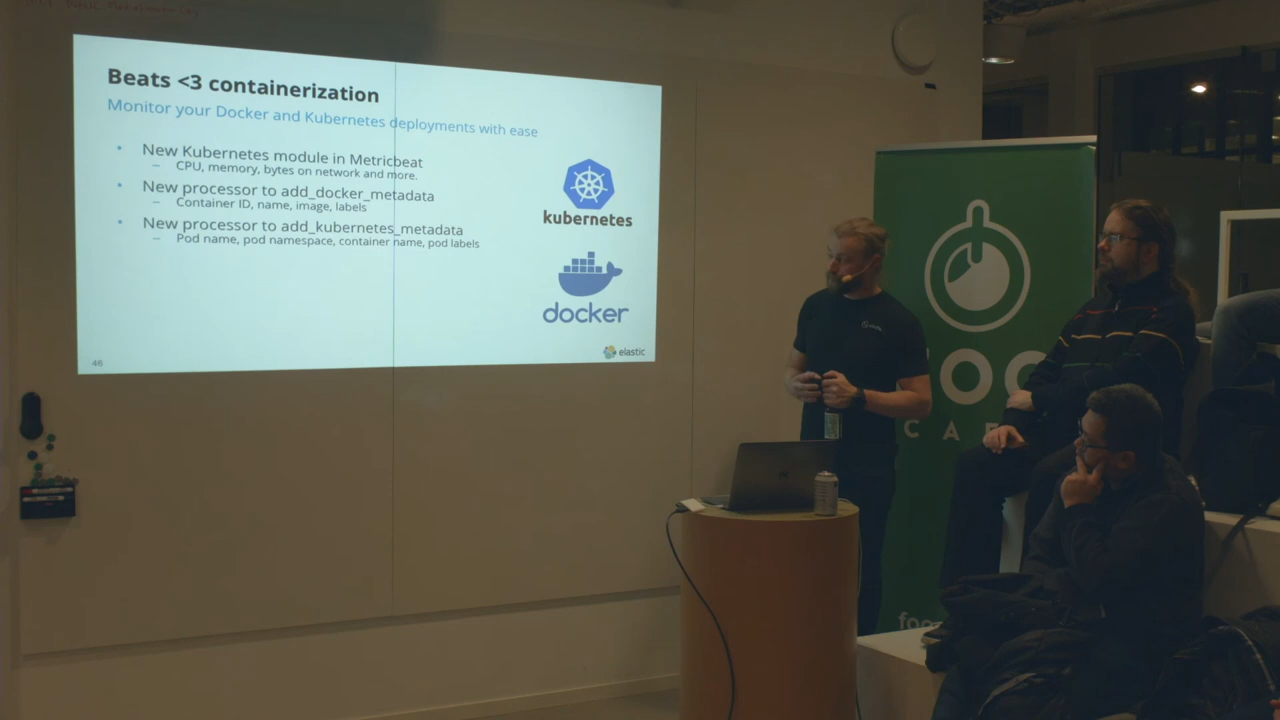 Beats <3 containerization
Monitor your Docker and Kubernetes deployments with ease
• New Kubernetes module in Metricbeat
– CPU, memory, bytes on network and more.
• New processor to add_docker_metadata
– Container ID, name, image, labels
• New processor to add_kubernetes_metadata
– Pod name, pod namespace, container name, pod labels
kubernetes
docker
46
elastic